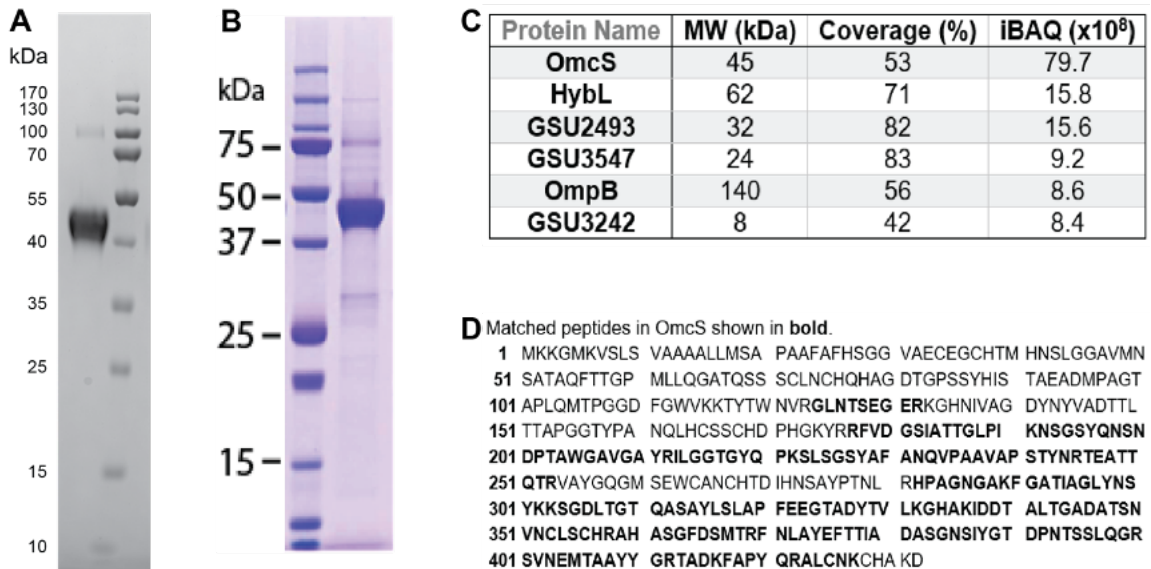 A
kDa
170
130
100
70
55
40
35
25
15
10
B
kDa
75
50
37
25
15
C
Protein Name MW (kDa) Coverage (%) iBAQ (x10⁸)
OmcS 45 53 79.7
HybL 62 71 15.8
GSU2493 32 82 15.6
GSU3547 24 83 9.2
OmpB 140 56 8.6
GSU3242 8 42 8.4
D Matched peptides in OmcS shown in bold.
1 MKKGMKVSLS VAAAALLMSA PAAFAFHSGG VAECEGCHTM HNSLGGAVMN
51 SATAQFTTGP MLLQGATQSS SCLNCHQHAG DTGPSSYHIS TAEADMPAGT
101 APLQMTPGGD FGWVKKTYTW NVRGLNTSEG ERKGHNIVAG DYNYVADTTL
151 TTAPGGTYPA NQLHCSSCHD PHGKYRRFVD GSIATTGLPI KNSGSYQNSN
201 DPTAWGAVGA YRILGGTGYQ PKSLSGSYAF ANQVPAAVAP STYNRTEATT
251 QTRVAYGQGM SEWCANCHTD IHNSAYPTNL RHPAGNGAKF GATIAGLYNS
301 YKKSGDLTGT QASAYLSLAP FEEGTADYTV LKGHAKIDDT ALTGADATSN
351 VNCLSCHRAH ASGFDSMTRF NLAYEFTTIA DASGNSIYGT DPNTSSLQGR
401 SVNEMTAAYY GRTADKFAPY QRALCNKCHA KD